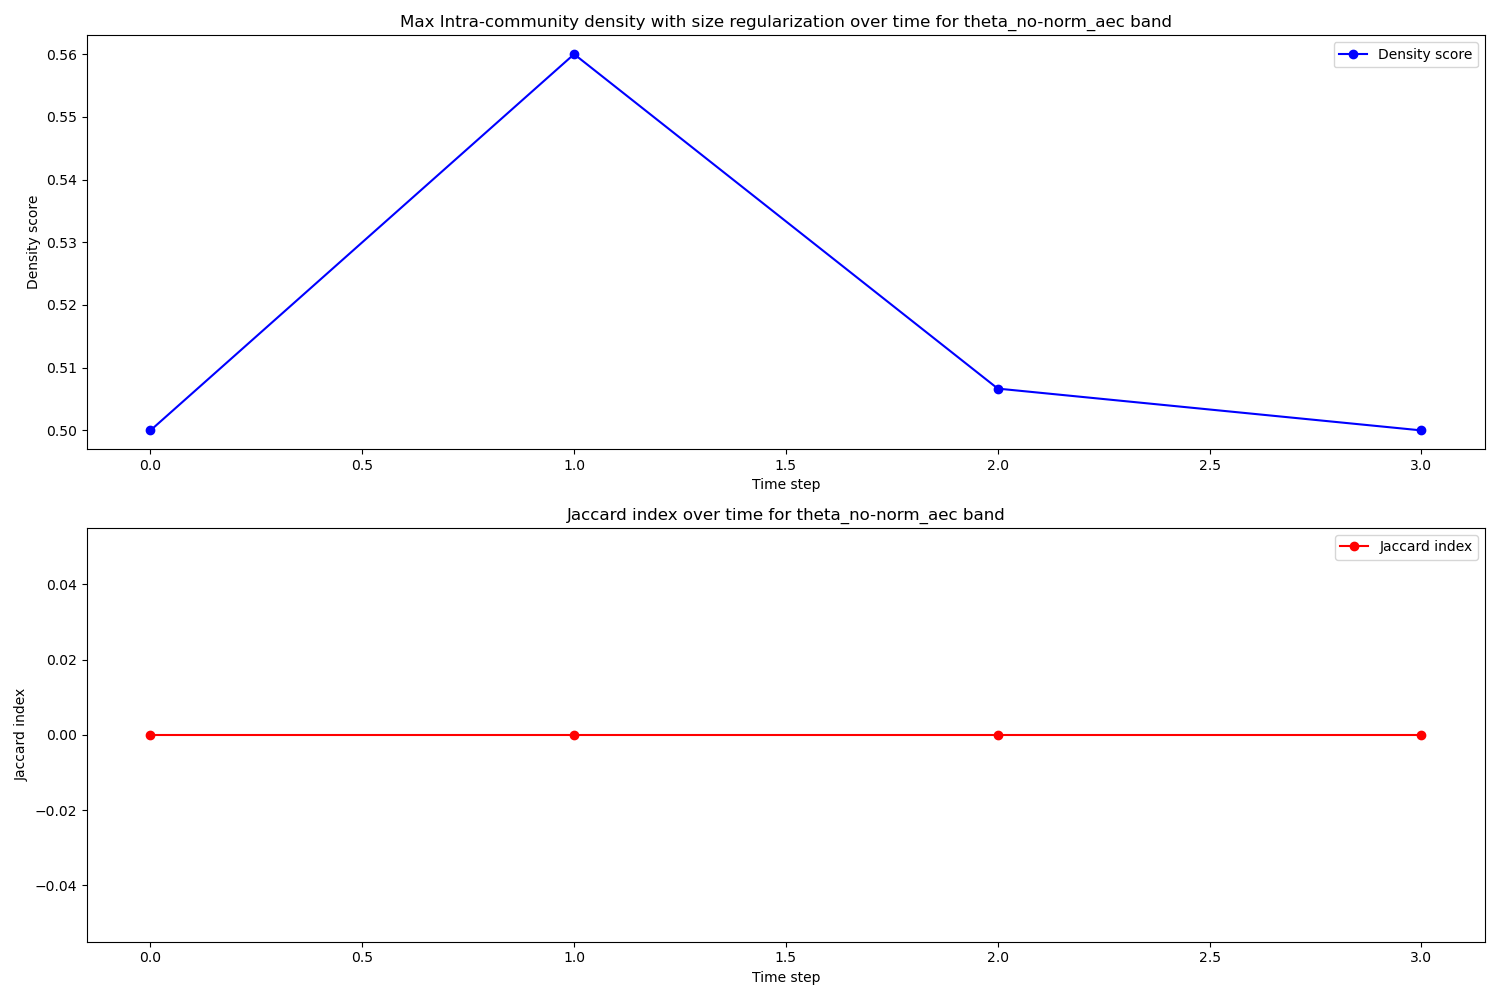 Max Intra-community density with size regularization over time for theta_no-norm_aec band
Density score
0.56
0.55
0.54
0.53
0.52
0.51
0.50
Density score
0.0 0.5 1.0 1.5 2.0 2.5 3.0
Time step
Jaccard index over time for theta_no-norm_aec band
Jaccard index
0.04
0.02
0.00
−0.02
−0.04
Jaccard index
0.0 0.5 1.0 1.5 2.0 2.5 3.0
Time step